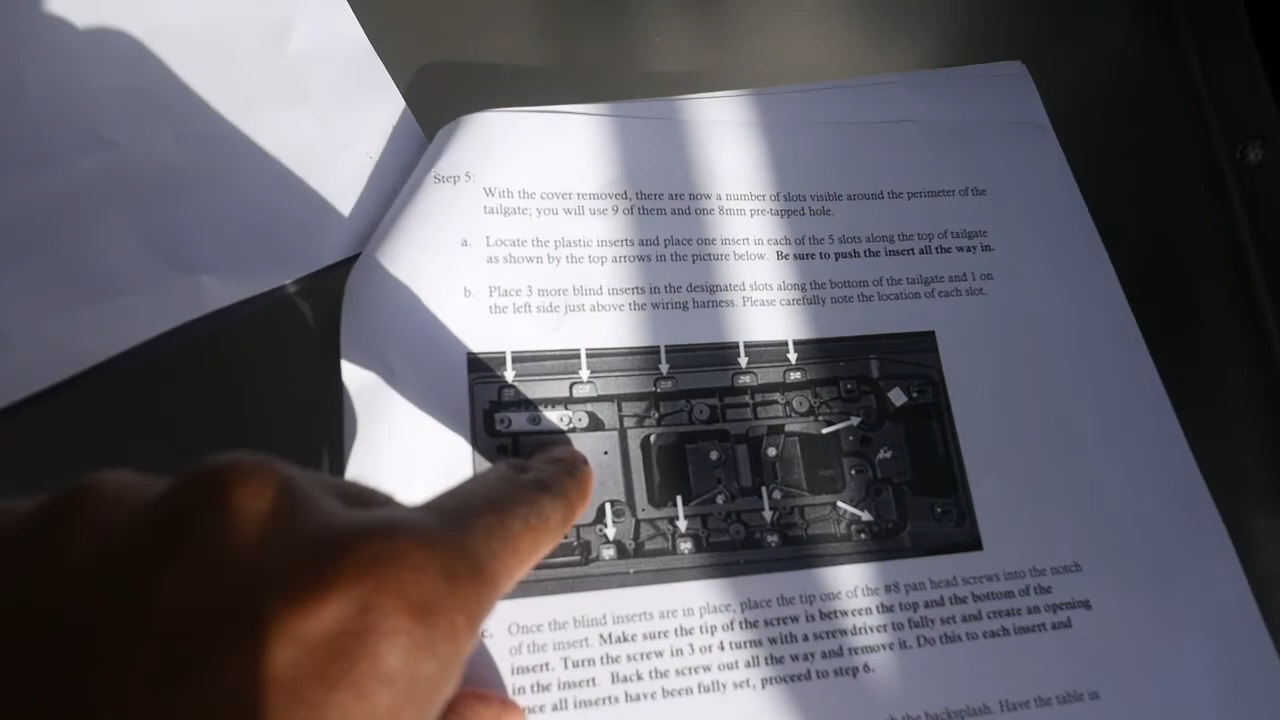 Step 5:
With the cover removed, there are now a number of slots visible around the perimeter of the
tailgate; you will use 9 of them and one 8mm pre-tapped hole.
a. Locate the plastic inserts and place one insert in each of the 5 slots along the top of tailgate
as shown by the top arrows in the picture below. Be sure to push the insert all the way in.
b. Place 3 more blind inserts in the designated slots along the bottom of the tailgate and 1 on
the left side just above the wiring harness. Please carefully note the location of each slot.
c. Once the blind inserts are in place, place the tip one of the #8 pan head screws into the notch
of the insert. Make sure the tip of the screw is between the top and the bottom of the
insert. Turn the screw in 3 or 4 turns with a screwdriver to fully set and create an opening
in the insert. Back the screw out all the way and remove it. Do this to each insert and
nce all inserts have been fully set, proceed to step 6.
the backsplash. Have the table in